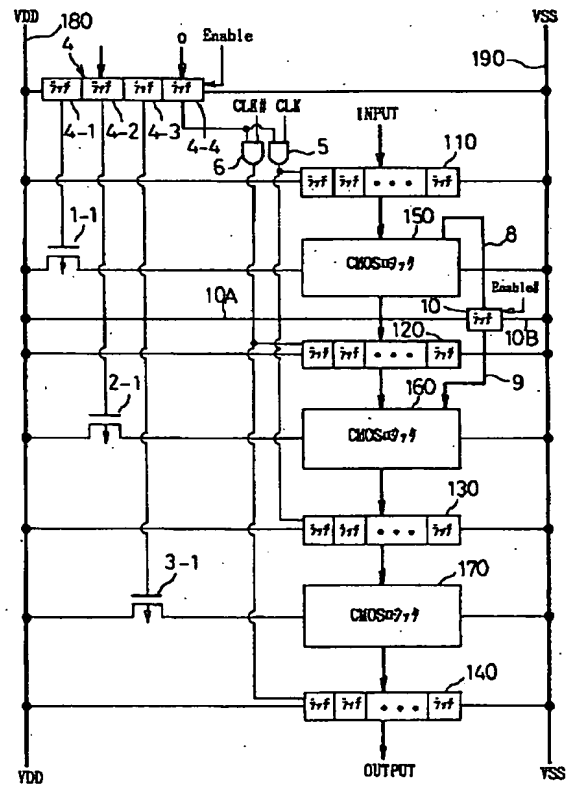 VDD
180
VSS
4
0
Enable
190
ラッチ ラッチ ラッチ ラッチ
CLK# CLK
INPUT
4-1
4-2
4-3
4-4
6
5
110
ラッチ ラッチ ••• ラッチ
1-1
150
8
CMOSロジック
Enable#
10A
10
ラッチ
10B
120
ラッチ ラッチ ••• ラッチ
9
160
2-1
CMOSロジック
130
ラッチ ラッチ ••• ラッチ
3-1
170
CMOSロジック
140
ラッチ ラッチ ••• ラッチ
VDD
OUTPUT
VSS